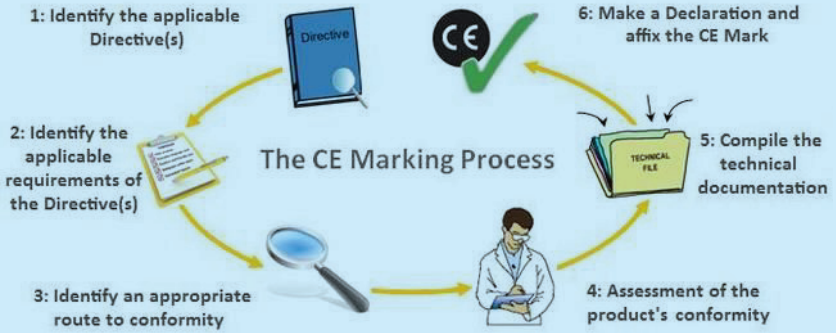 1: Identify the applicable
Directive(s)
Directive
CE
6: Make a Declaration and
affix the CE Mark
2: Identify the
applicable
requirements of
the Directive(s)
The CE Marking Process
TECHNICAL
FILE
5: Compile the
technical
documentation
3: Identify an appropriate
route to conformity
4: Assessment of the
product's conformity